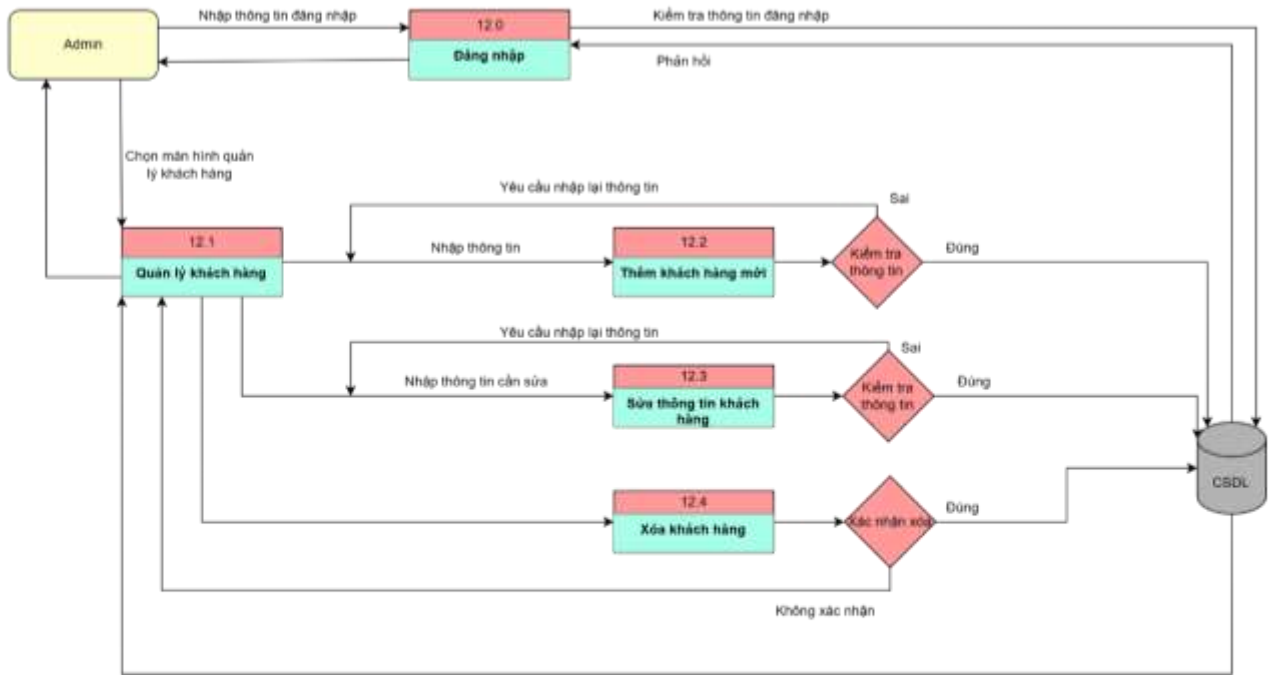 Nhập thông tin đăng nhập
Kiểm tra thông tin đăng nhập
12.0
Admin
Đăng nhập
Phản hồi
Chọn màn hình quản
lý khách hàng
Yêu cầu nhập lại thông tin
Sai
12.1
Quản lý khách hàng
Nhập thông tin
12.2
Thêm khách hàng mới
Kiểm tra
thông tin
Đúng
Yêu cầu nhập lại thông tin
Sai
Nhập thông tin cần sửa
12.3
Sửa thông tin khách
hàng
Kiểm tra
thông tin
Đúng
CSDL
12.4
Xóa khách hàng
Xác nhận xóa
Đúng
Không xác nhận